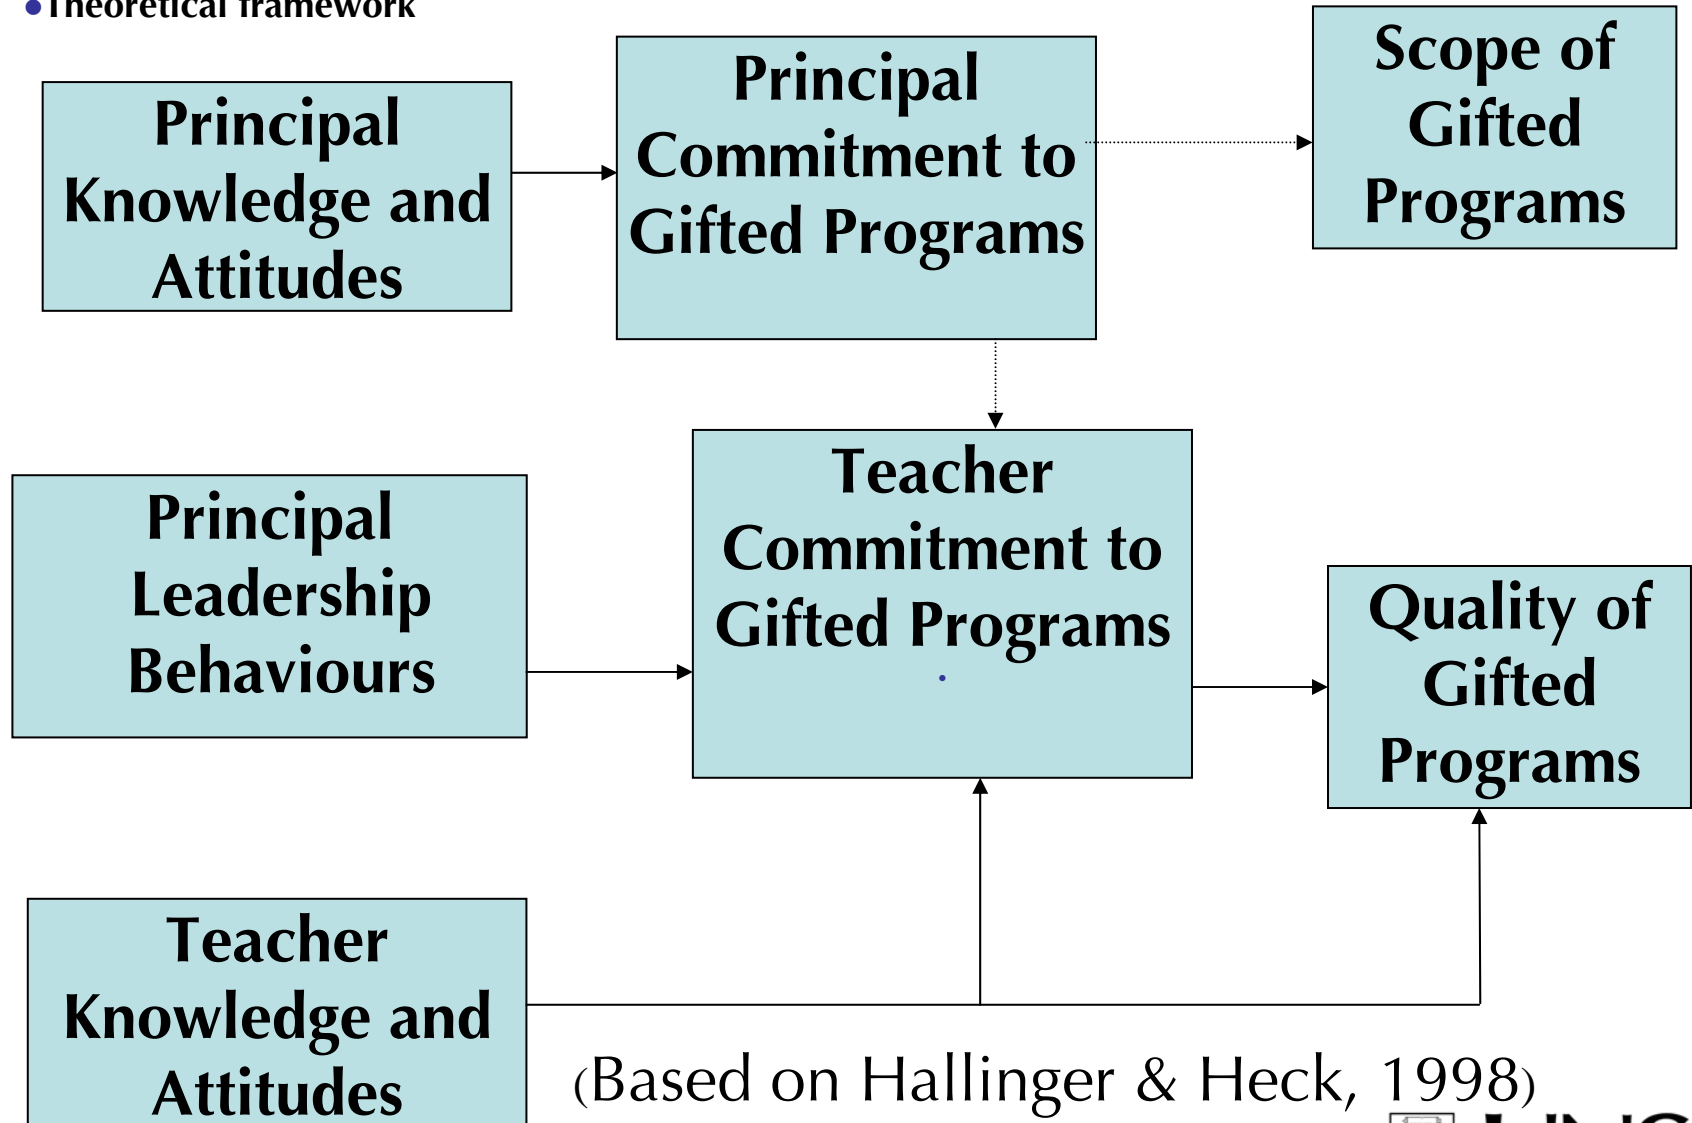 •Theoretical framework
Principal
Knowledge and
Attitudes
Principal
Commitment to
Gifted Programs
Scope of
Gifted
Programs
Principal
Leadership
Behaviours
Teacher
Commitment to
Gifted Programs
Quality of
Gifted
Programs
Teacher
Knowledge and
Attitudes
(Based on Hallinger & Heck, 1998)